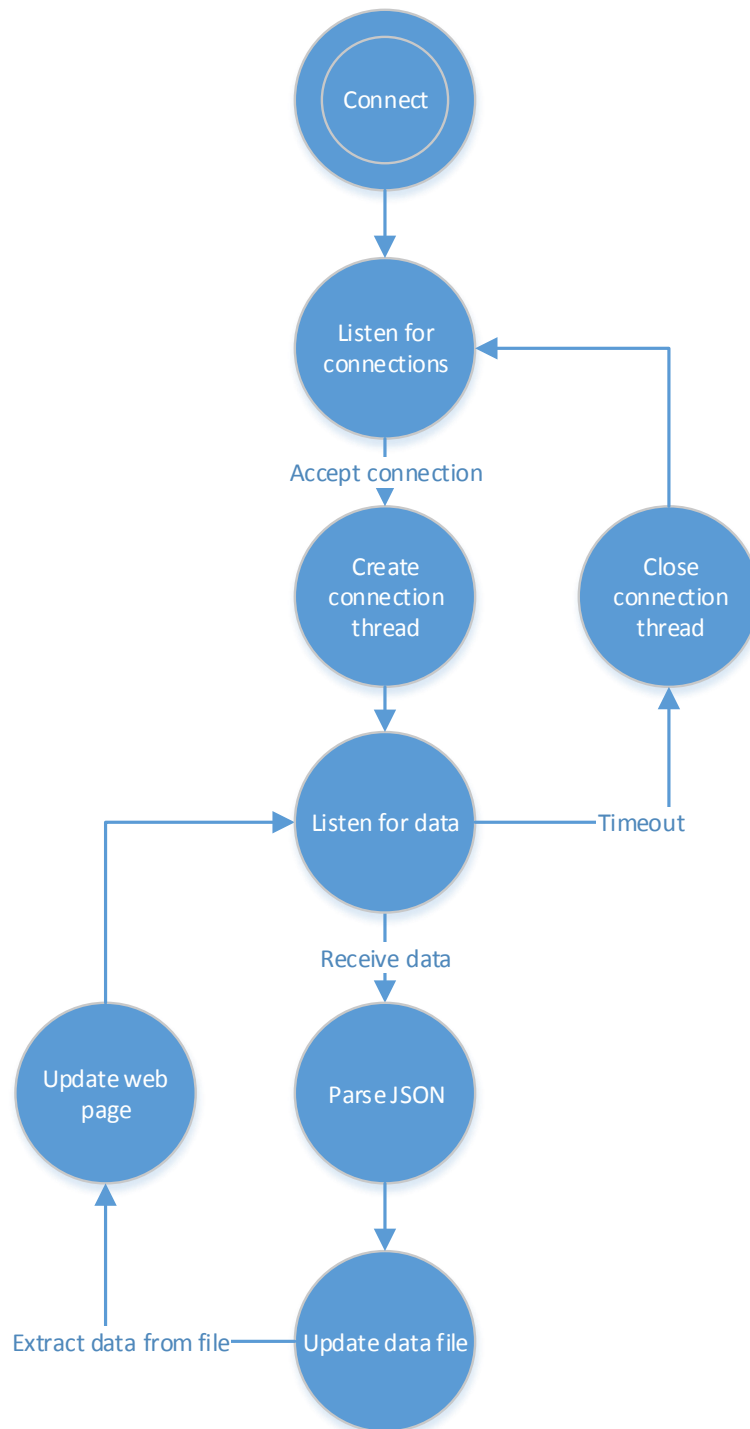 Connect
Listen for
connections
Accept connection
Create
connection
thread
Close
connection
thread
Listen for data
Timeout
Receive data
Update web
page
Parse JSON
Extract data from file
Update data file